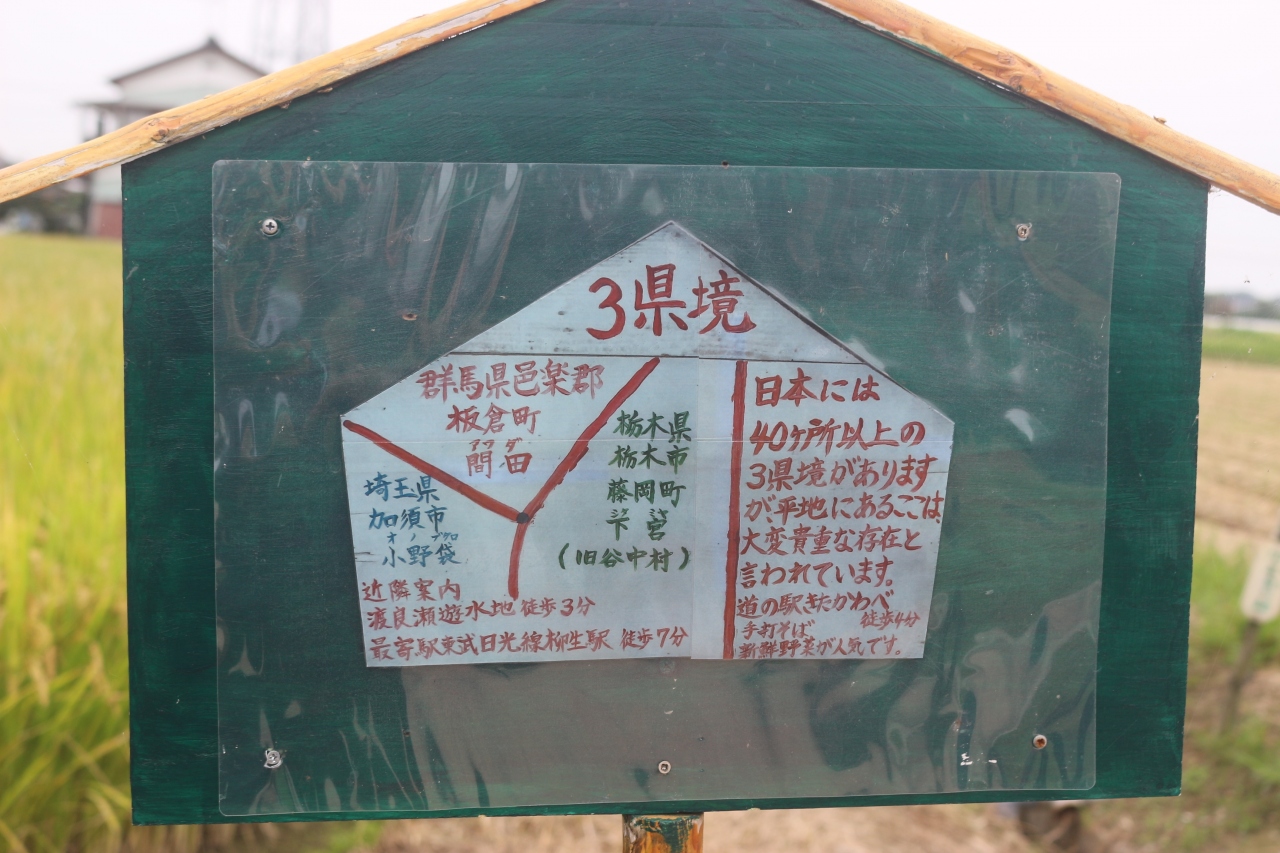 3県境
群馬県邑楽郡
板倉町
間田
埼玉県
加須市
オノ
小野袋
栃木県
栃木市
藤岡町
下宮
(旧谷中村)
近隣案内
渡良瀬遊水地 徒歩3分
最寄駅東武日光線柳生駅 徒歩7分
日本には
40ヶ所以上の
3県境があります
が、平地にあるここは、
大変貴重な存在と
言われています。
道の駅きたかわべ
徒歩4分
手打そば
新鮮野菜が人気です。